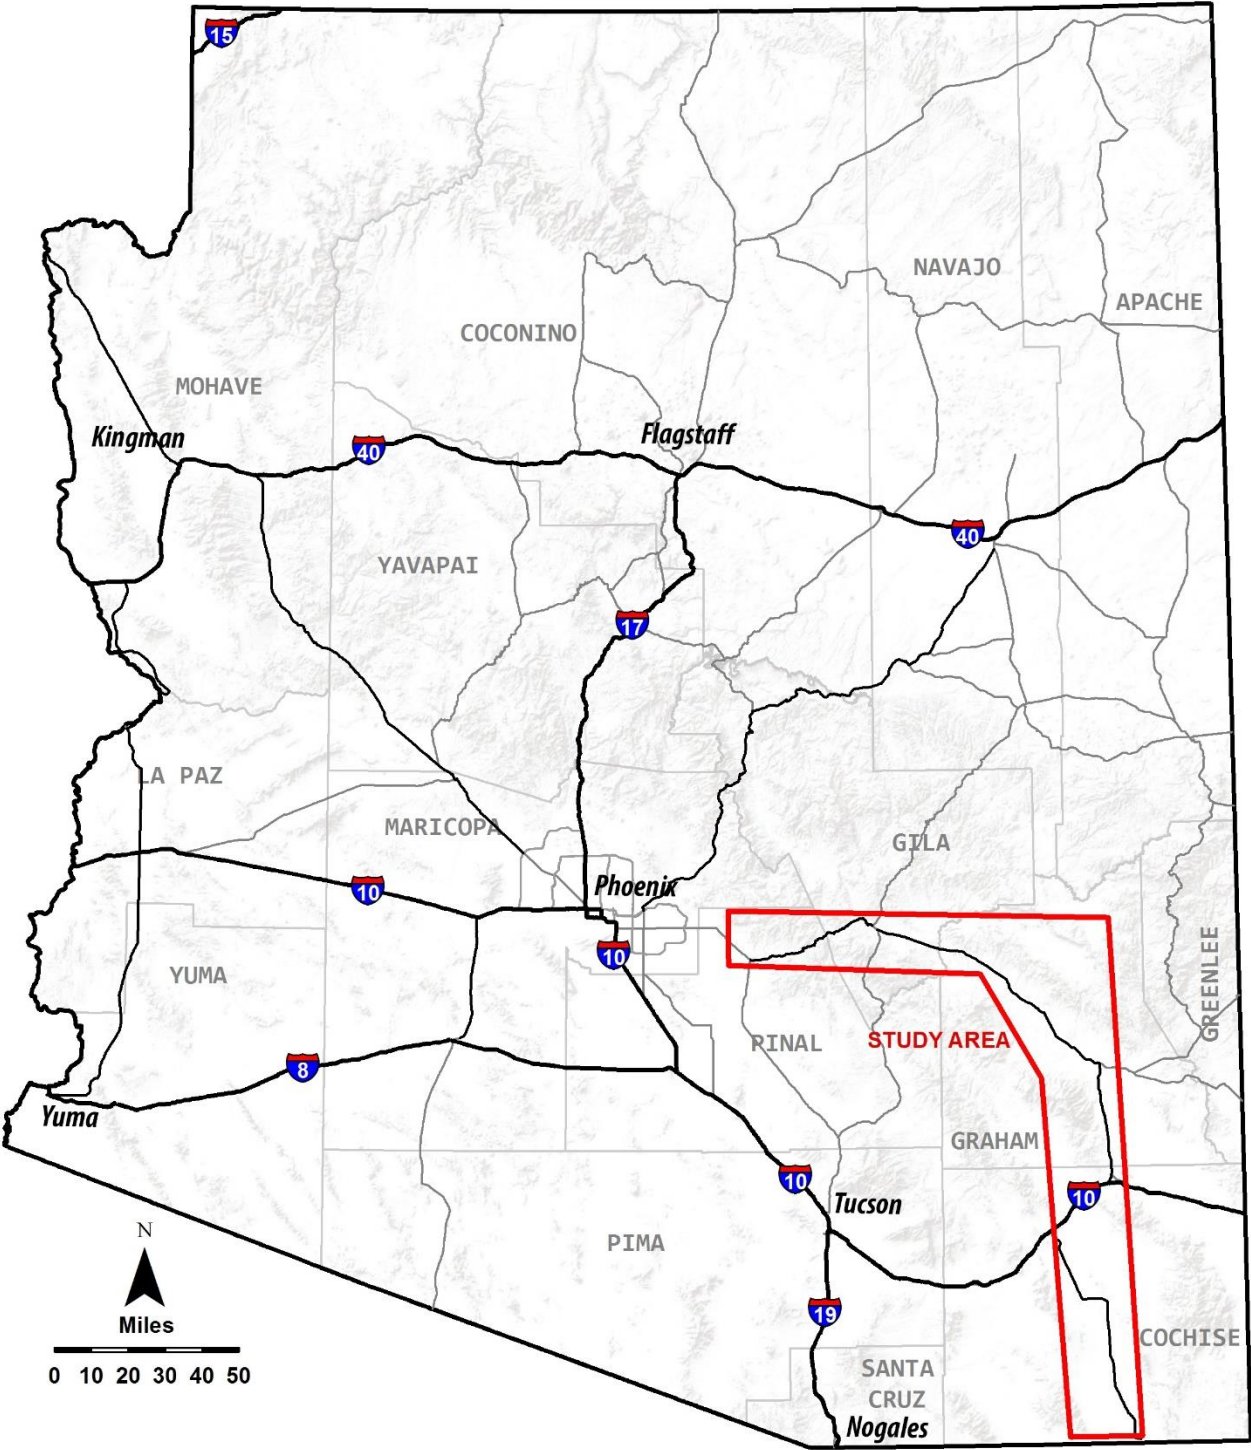 15
NAVAJO
APACHE
COCONINO
MOHAVE
Kingman
Flagstaff
40
40
YAVAPAI
17
LA PAZ
MARICOPA
GILA
Phoenix
10
10
GREENLEE
YUMA
PINAL
STUDY AREA
8
Yuma
GRAHAM
10
10
Tucson
N
PIMA
Miles
19
COCHISE
0 10 20 30 40 50
SANTA
CRUZ
Nogales